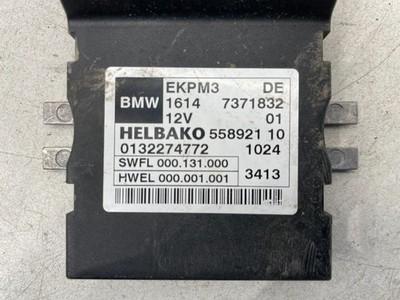 EKPM3 DE
BMW 1614 7371832
12V 01
HELBAKO 558921 10
0132274772 1024
SWFL 000.131.000
HWEL 000.001.001 3413